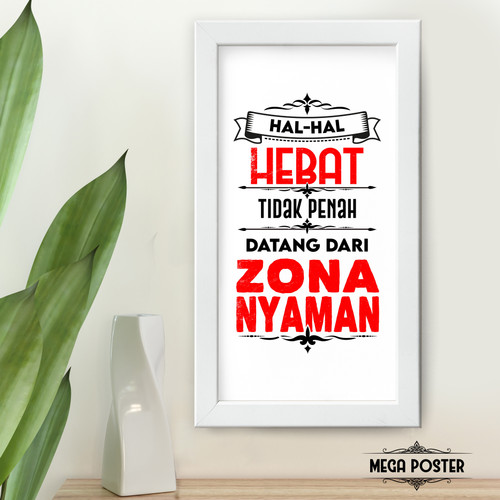 HAL-HAL
HEBAT
TIDAK PENAH
DATANG DARI
ZONA
NYAMAN
MEGA POSTER